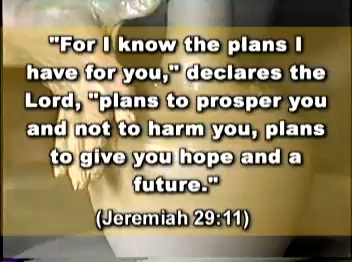 "For I know the plans I
have for you," declares the
Lord, "plans to prosper you
and not to harm you, plans
to give you hope and a
future."
(Jeremiah 29:11)